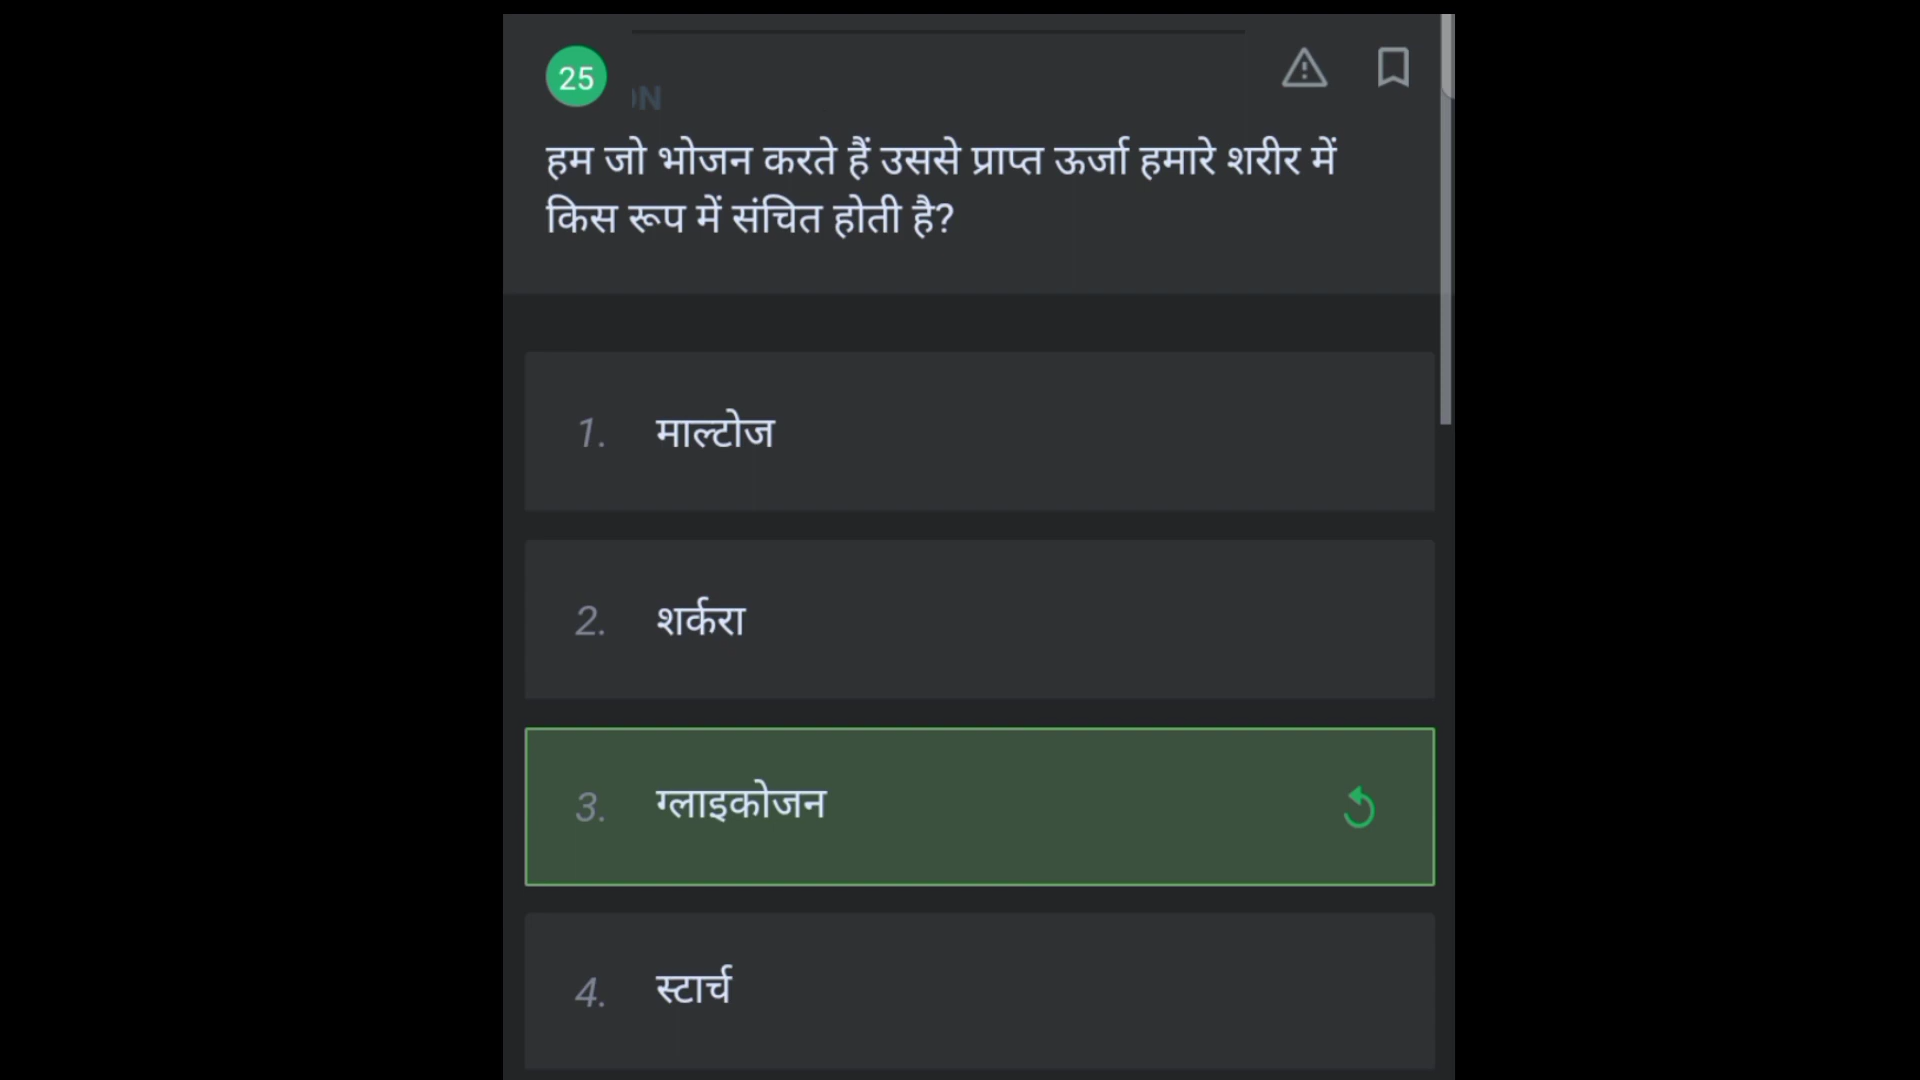 25
हम जो भोजन करते हैं उससे प्राप्त ऊर्जा हमारे शरीर में
किस रूप में संचित होती है?
1. माल्टोज
2. शर्करा
3. ग्लाइकोजन
4. स्टार्च